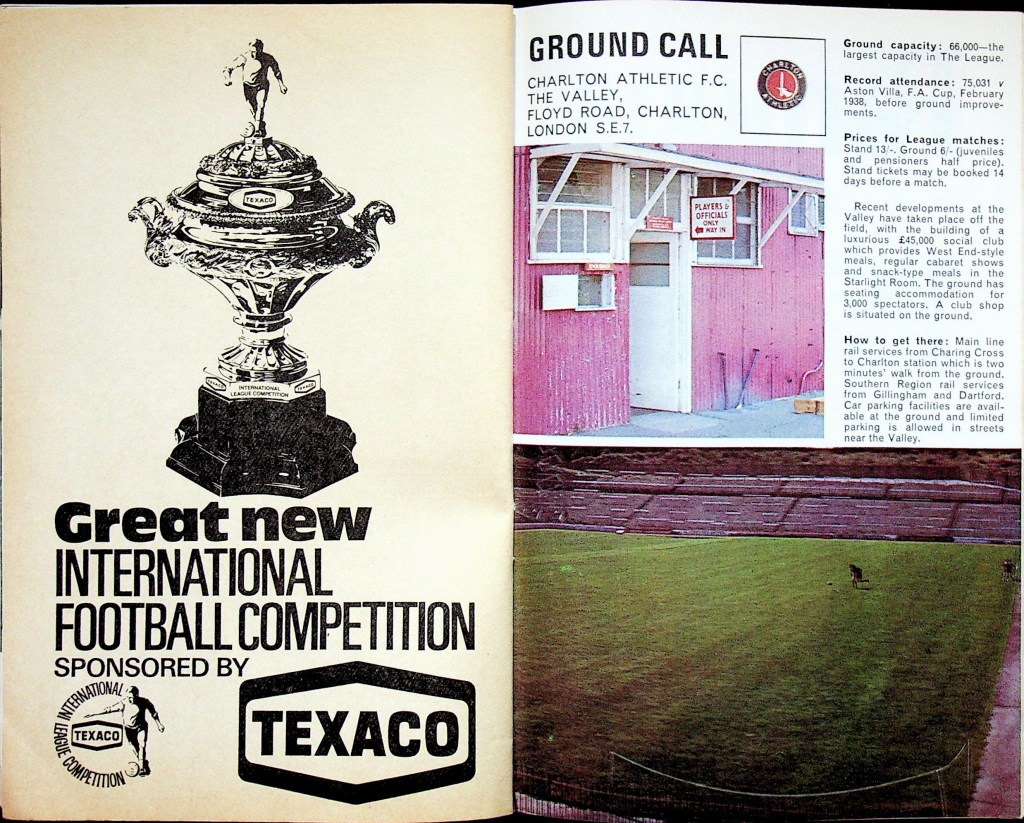 TEXACO
TEXACO
INTERNATIONAL
LEAGUE COMPETITION
TEXACO
Great new
INTERNATIONAL
FOOTBALL COMPETITION
SPONSORED BY
INTERNATIONAL
LEAGUE COMPETITION
TEXACO
TEXACO
GROUND CALL
CHARLTON ATHLETIC F.C.
THE VALLEY,
FLOYD ROAD, CHARLTON,
LONDON S.E.7.
CHARLTON
ATHLETIC
PLAYERS &
OFFICIALS
ONLY
WAY IN
Ground capacity: 66,000—the
largest capacity in The League.
Record attendance: 75,031 v
Aston Villa, F.A. Cup, February
1938, before ground improve-
ments.
Prices for League matches:
Stand 13/-. Ground 6/- (juveniles
and pensioners half price).
Stand tickets may be booked 14
days before a match.
Recent developments at the
Valley have taken place off the
field, with the building of a
luxurious £45,000 social club
which provides West End-style
meals, regular cabaret shows
and snack-type meals in the
Starlight Room. The ground has
seating accommodation for
3,000 spectators. A club shop
is situated on the ground.
How to get there: Main line
rail services from Charing Cross
to Charlton station which is two
minutes' walk from the ground.
Southern Region rail services
from Gillingham and Dartford.
Car parking facilities are avail-
able at the ground and limited
parking is allowed in streets
near the Valley.